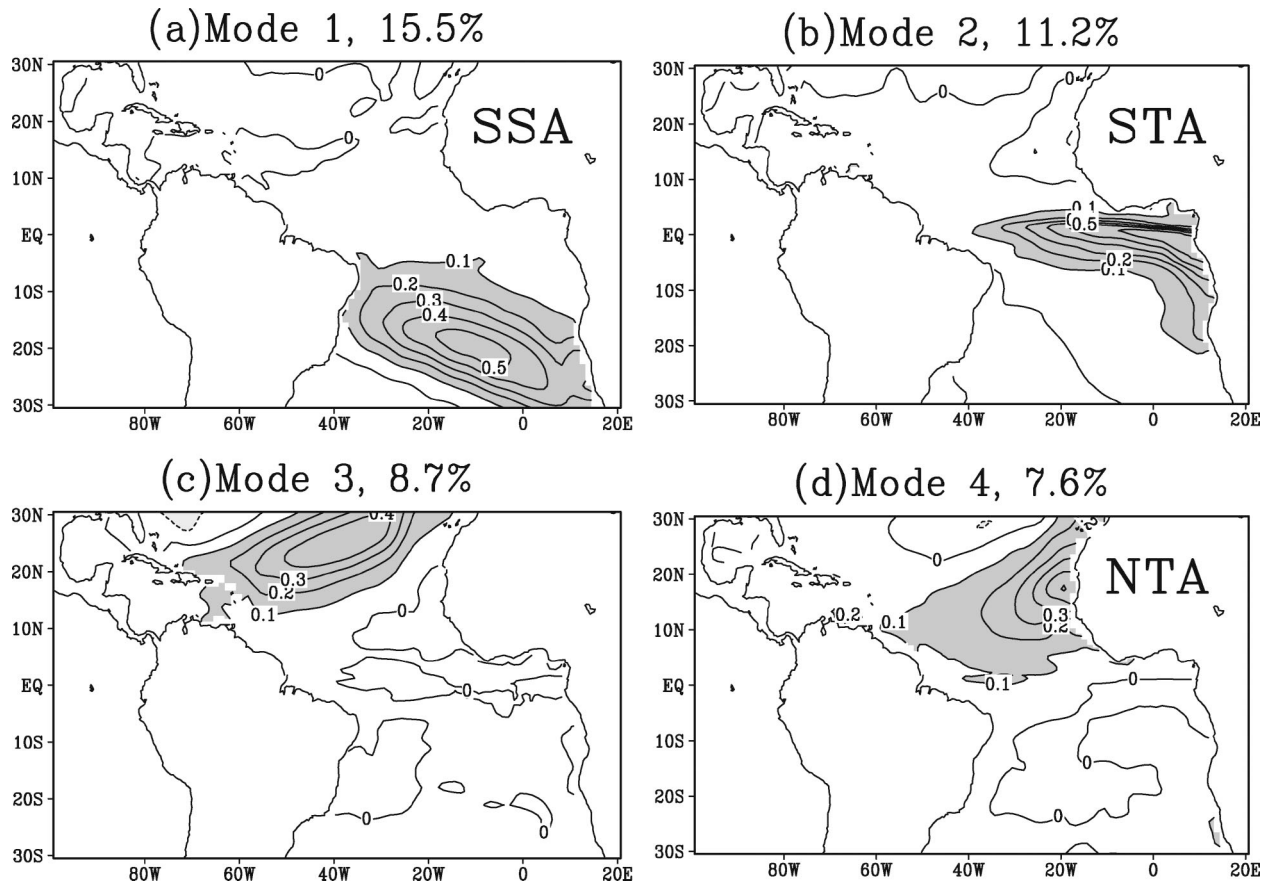 (a)Mode 1, 15.5%
30N
20N
10N
EQ
10S
20S
30S
80W 60W 40W 20W 0 20E
SSA
0
0
0.1
0.2
0.3
0.4
0.5
(b)Mode 2, 11.2%
30N
20N
10N
EQ
10S
20S
30S
80W 60W 40W 20W 0 20E
STA
0
0
0.1
0.5
0.2
0.1
(c)Mode 3, 8.7%
30N
20N
10N
EQ
10S
20S
30S
80W 60W 40W 20W 0 20E
0.4
0.3
0.2
0.1
0
0
0
0
0
(d)Mode 4, 7.6%
30N
20N
10N
EQ
10S
20S
30S
80W 60W 40W 20W 0 20E
NTA
0
0.2
0.1
0.3
0.2
0.1
0
0
0